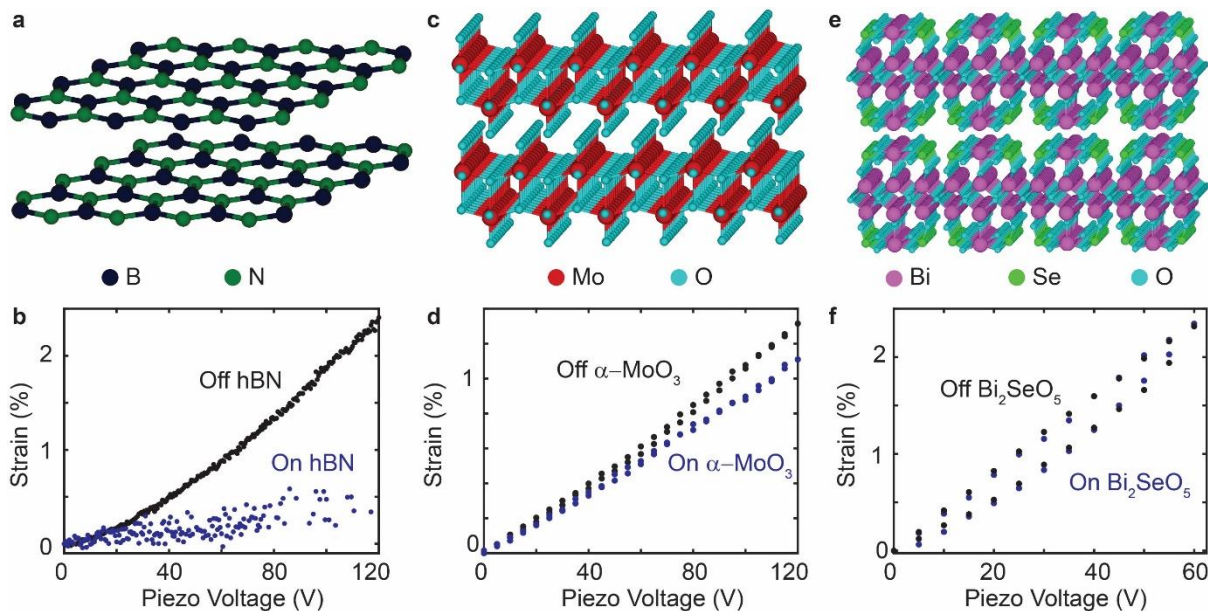 a
c
e
B N
Mo O
Bi Se O
b
d
f
Strain (%)
2
1
0
Off hBN
On hBN
0 40 80 120
Piezo Voltage (V)
Strain (%)
1
0
Off α−MoO₃
On α−MoO₃
0 40 80 120
Piezo Voltage (V)
Strain (%)
2
1
0
Off Bi₂SeO₅
On Bi₂SeO₅
0 20 40 60
Piezo Voltage (V)